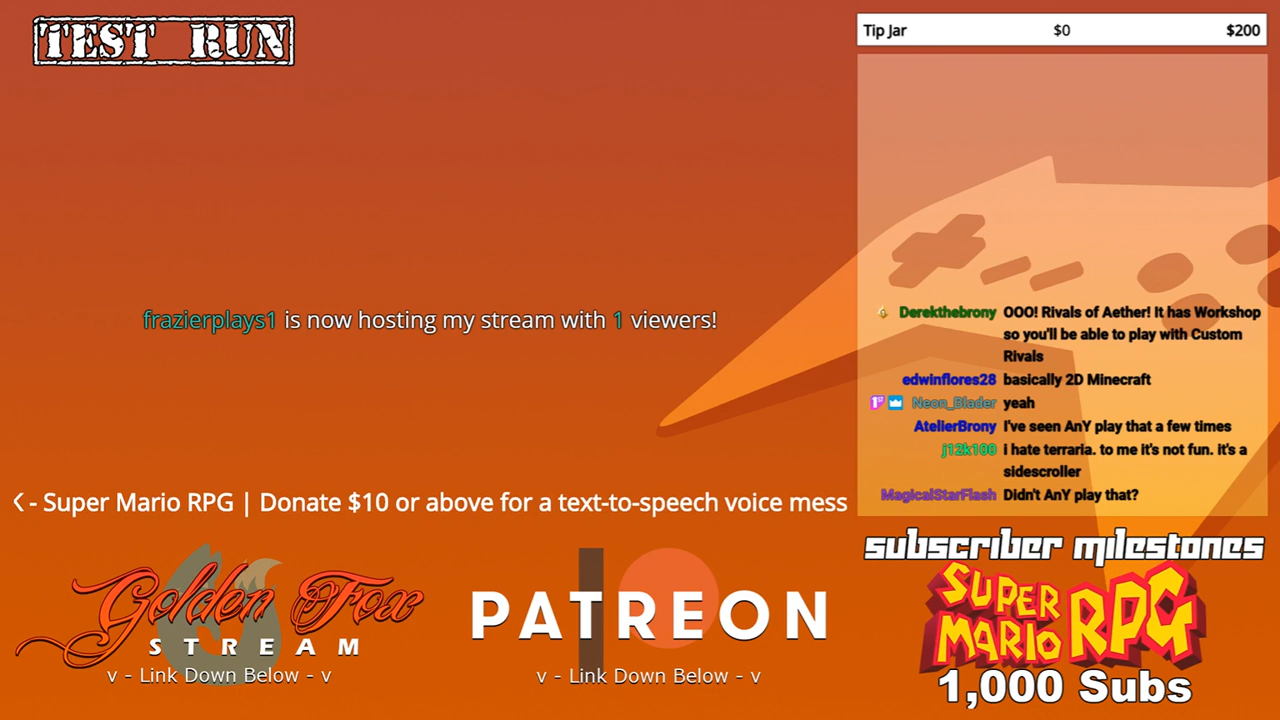 TEST RUN
Tip Jar $0 $200
frazierplays1 is now hosting my stream with 1 viewers!
Derekthebrony OOO! Rivals of Aether! It has Workshop
so you'll be able to play with Custom
Rivals
edwinflores28 basically 2D Minecraft
1ST Neon_Blader yeah
AtelierBrony I've seen AnY play that a few times
j12k100 i hate terraria. to me it's not fun. it's a
sidescroller
MagicalStarFlash Didn't AnY play that?
- Super Mario RPG | Donate $10 or above for a text-to-speech voice mess
Golden Fox
STREAM
v - Link Down Below - v
PATREON
v - Link Down Below - v
subscriber milestones
SUPER
MARIO RPG
1,000 Subs